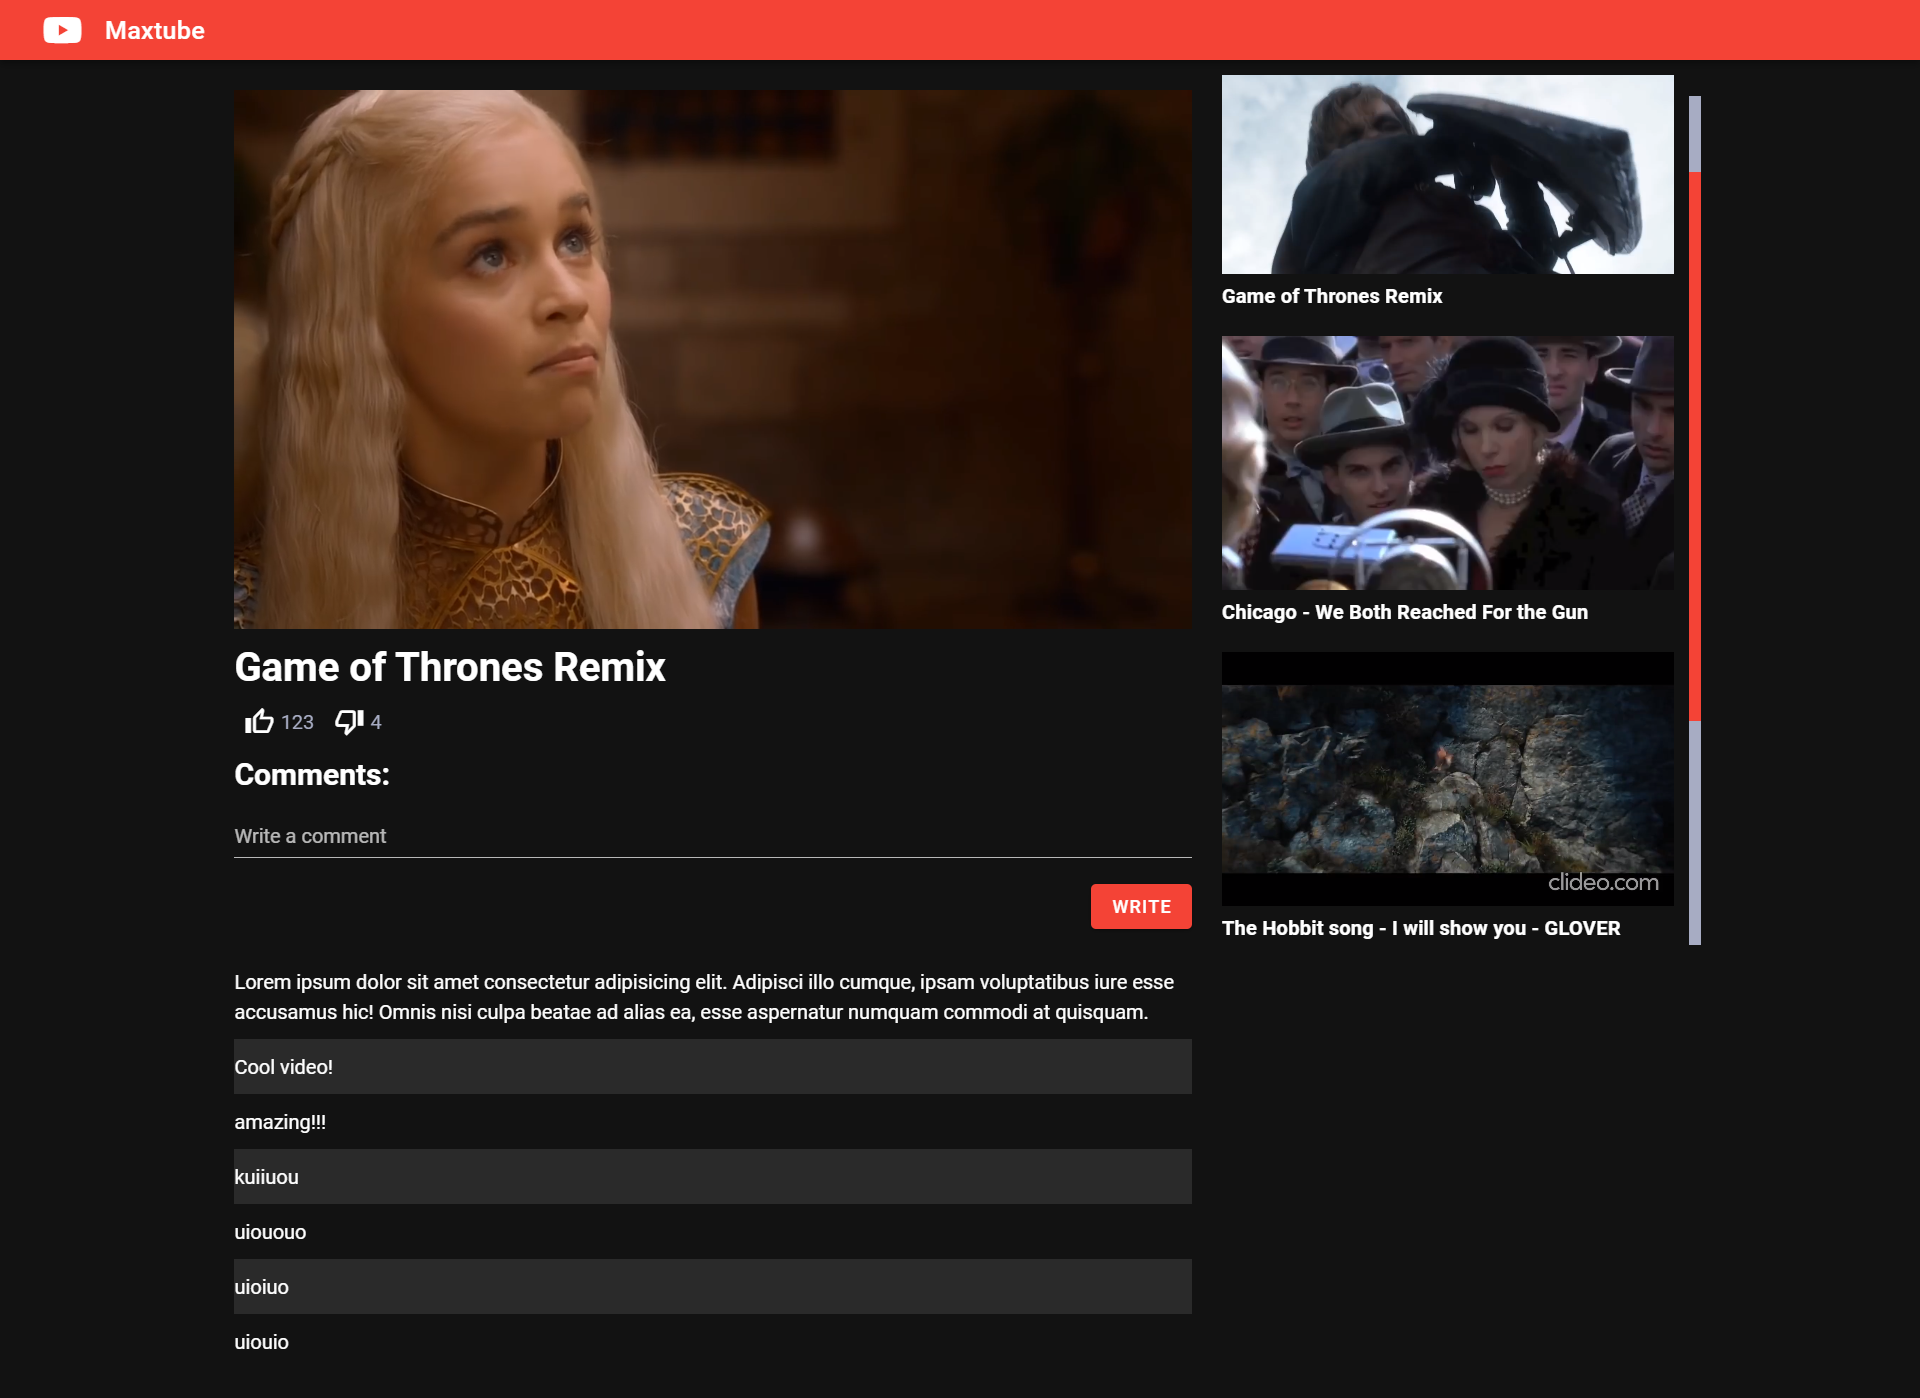 Maxtube
Game of Thrones Remix
123
4
Comments:
Write a comment
WRITE
Lorem ipsum dolor sit amet consectetur adipisicing elit. Adipisci illo cumque, ipsam voluptatibus iure esse
accusamus hic! Omnis nisi culpa beatae ad alias ea, esse aspernatur numquam commodi at quisquam.
Cool video!
amazing!!!
kuiiuou
uiououo
uioiuo
uiouio
Game of Thrones Remix
Chicago - We Both Reached For the Gun
clideo.com
The Hobbit song - I will show you - GLOVER